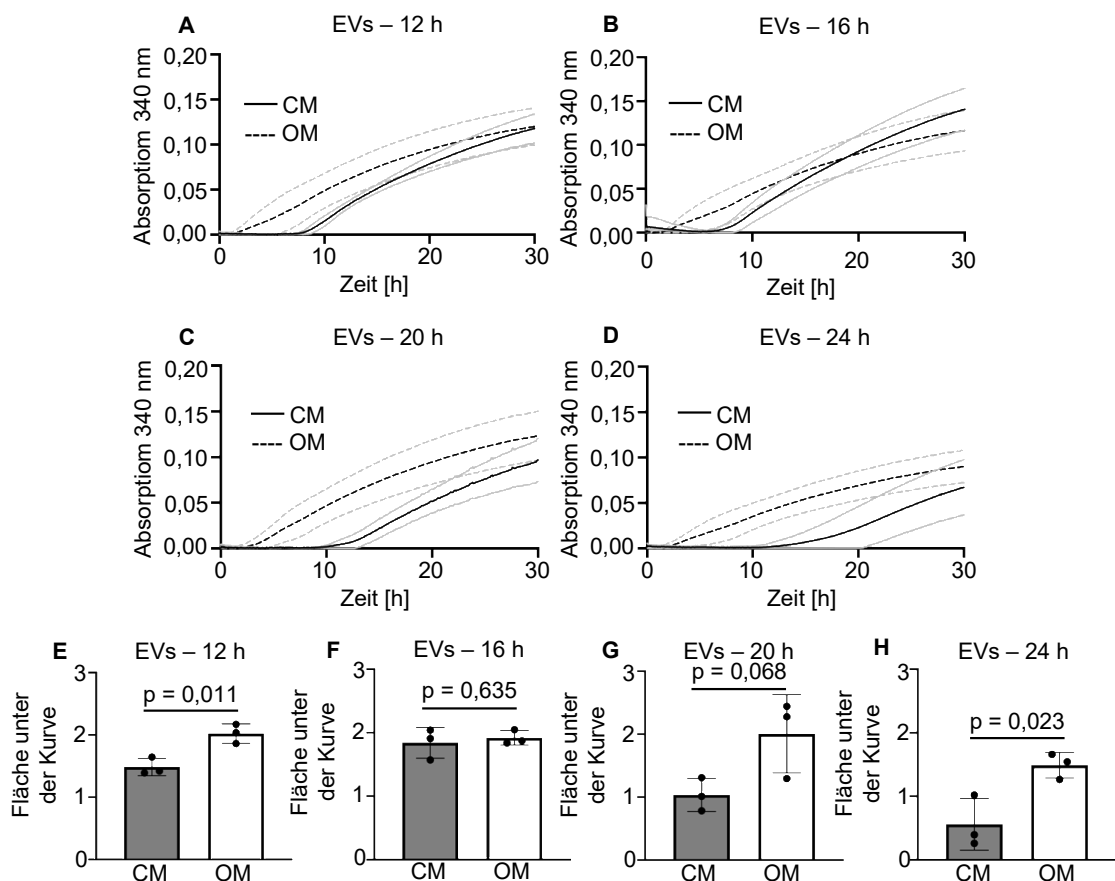 A EVs – 12 h
Absorptiom 340 nm
0,20
0,15
0,10
0,05
0,00
CM
OM
0 10 20 30
Zeit [h]
B EVs – 16 h
Absorptiom 340 nm
0,20
0,15
0,10
0,05
0,00
CM
OM
0 10 20 30
Zeit [h]
C EVs – 20 h
Absorptiom 340 nm
0,20
0,15
0,10
0,05
0,00
CM
OM
0 10 20 30
Zeit [h]
D EVs – 24 h
Absorptiom 340 nm
0,20
0,15
0,10
0,05
0,00
CM
OM
0 10 20 30
Zeit [h]
E EVs – 12 h
Fläche unter
der Kurve
3
2
1
0
p = 0,011
CM OM
F EVs – 16 h
Fläche unter
der Kurve
3
2
1
0
p = 0,635
CM OM
G EVs – 20 h
Fläche unter
der Kurve
3
2
1
0
p = 0,068
CM OM
H EVs – 24 h
Fläche unter
der Kurve
3
2
1
0
p = 0,023
CM OM